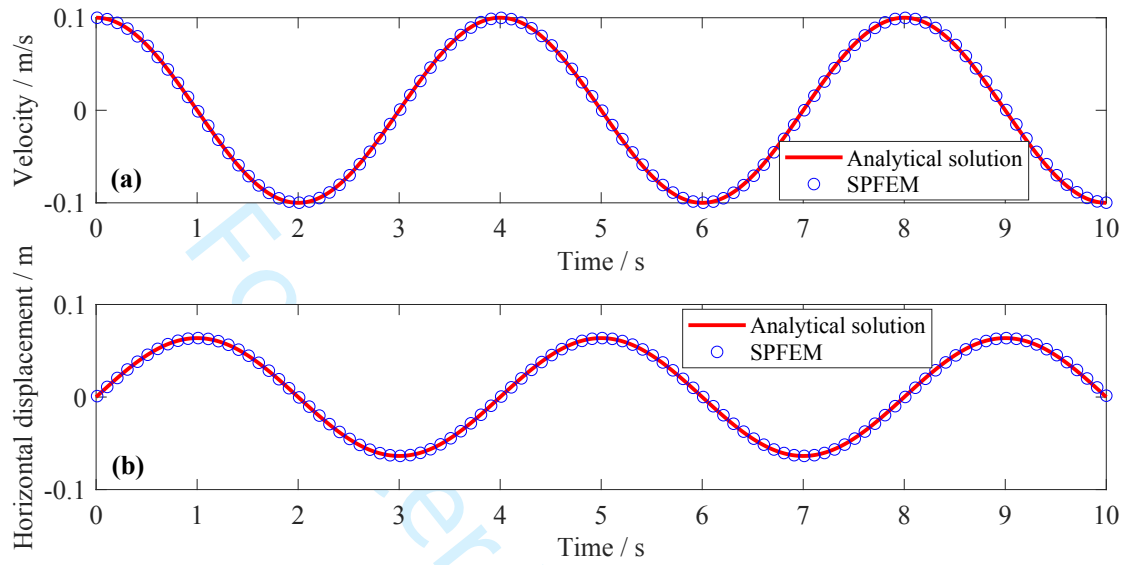 Velocity / m/s
0.1
0
-0.1
(a)
Analytical solution
SPFEM
0 1 2 3 4 5 6 7 8 9 10
Time / s
Horizontal displacement / m
0.1
0
-0.1
(b)
Analytical solution
SPFEM
0 1 2 3 4 5 6 7 8 9 10
Time / s